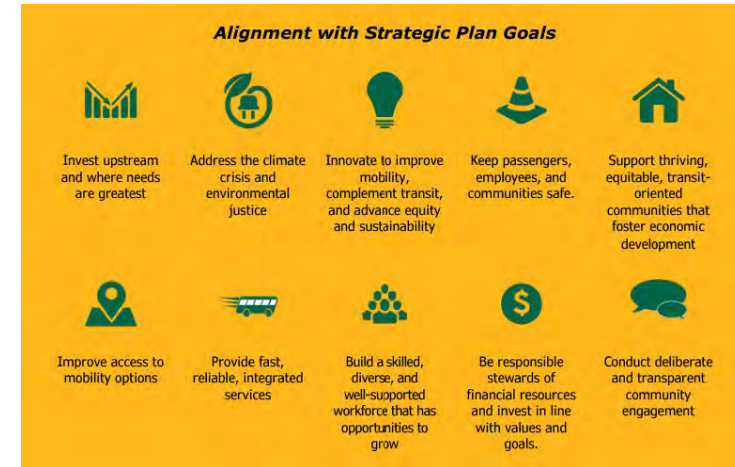 Alignment with Strategic Plan Goals
Invest upstream
and where needs
are greatest
Address the climate
crisis and
environmental
justice
Innovate to improve
mobility,
complement transit,
and advance equity
and sustainability
Keep passengers,
employees, and
communities safe.
Support thriving,
equitable, transit-
oriented
communities that
foster economic
development
Improve access to
mobility options
Provide fast,
reliable, integrated
services
Build a skilled,
diverse, and
well-supported
workforce that has
opportunities to
grow
$
Be responsible
stewards of
financial resources
and invest in line
with values and
goals.
Conduct deliberate
and transparent
community
engagement